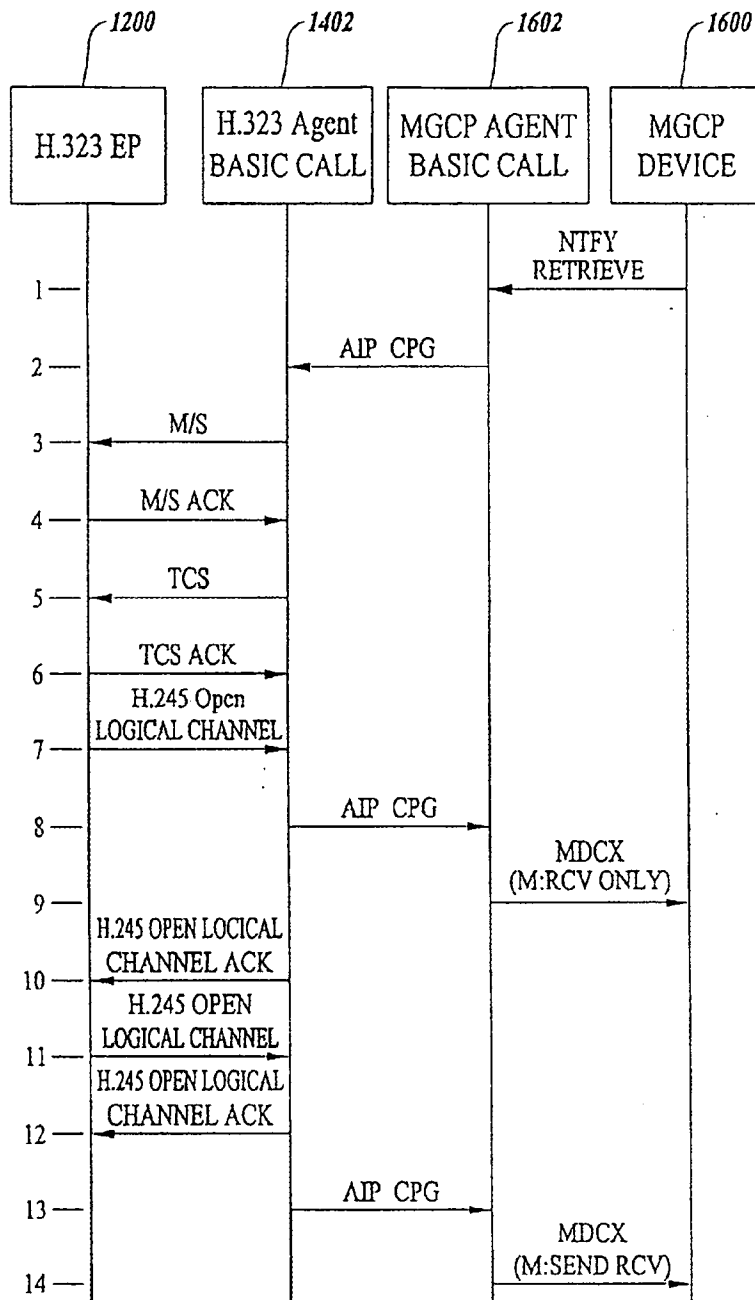 1200
1402
1602
1600
H.323 EP
H.323 Agent
BASIC CALL
MGCP AGENT
BASIC CALL
MGCP
DEVICE
NTFY
RETRIEVE
1
AIP CPG
2
M/S
3
M/S ACK
4
TCS
5
TCS ACK
6
H.245 Open
LOGICAL CHANNEL
7
AIP CPG
8
MDCX
(M:RCV ONLY)
9
H.245 OPEN LOCICAL
CHANNEL ACK
10
H.245 OPEN
LOGICAL CHANNEL
11
H.245 OPEN LOGICAL
CHANNEL ACK
12
AIP CPG
13
MDCX
(M:SEND RCV)
14